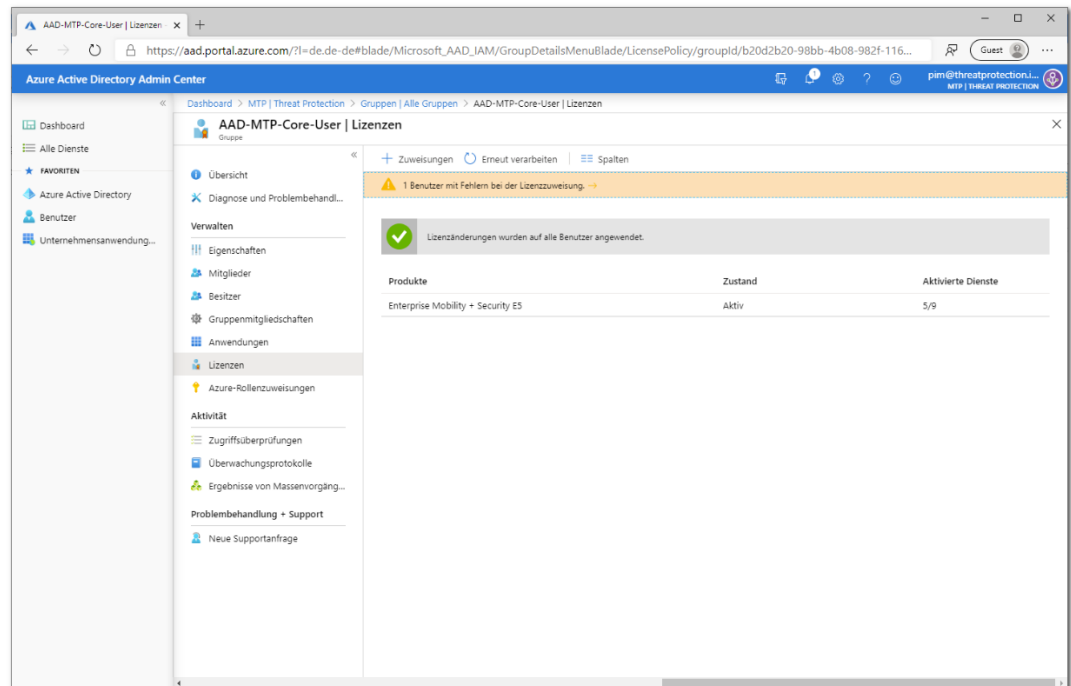 AAD-MTP-Core-User | Lizenzen
https://aad.portal.azure.com/?l=de.de-de#blade/Microsoft_AAD_IAM/GroupDetailsMenuBlade/LicensePolicy/groupId/b20d2b20-98bb-4b08-982f-116...
Guest
Azure Active Directory Admin Center
1
pim@threatprotection.i...
MTP | THREAT PROTECTION
Dashboard > MTP | Threat Protection > Gruppen | Alle Gruppen > AAD-MTP-Core-User | Lizenzen
Dashboard
Alle Dienste
FAVORITEN
Azure Active Directory
Benutzer
Unternehmensanwendung...
AAD-MTP-Core-User | Lizenzen
Gruppe
Übersicht
Diagnose und Problembehandl...
Verwalten
Eigenschaften
Mitglieder
Besitzer
Gruppenmitgliedschaften
Anwendungen
Lizenzen
Azure-Rollenzuweisungen
Aktivität
Zugriffsüberprüfungen
Überwachungsprotokolle
Ergebnisse von Massenvorgäng...
Problembehandlung + Support
Neue Supportanfrage
Zuweisungen Erneut verarbeiten Spalten
1 Benutzer mit Fehlern bei der Lizenzzuweisung. →
Lizenzänderungen wurden auf alle Benutzer angewendet.
Produkte Zustand Aktivierte Dienste
Enterprise Mobility + Security E5 Aktiv 5/9